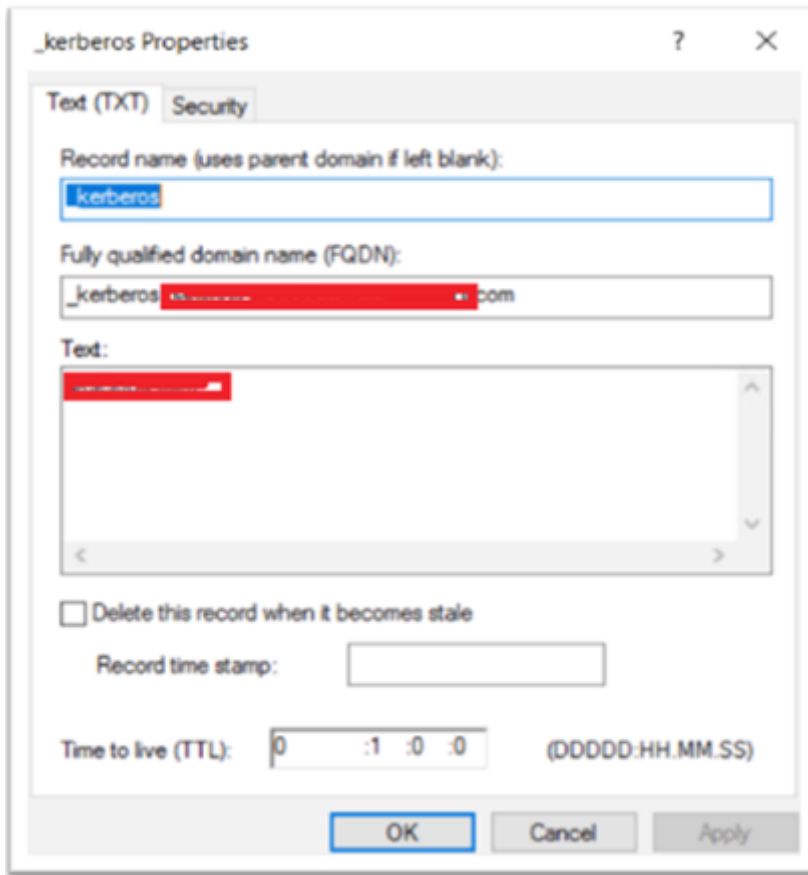 _kerberos Properties
Text (TXT) Security
Record name (uses parent domain if left blank):
_kerberos
Fully qualified domain name (FQDN):
_kerberos. com
Text:
Delete this record when it becomes stale
Record time stamp:
Time to live (TTL): 0 :1 :0 :0 (DDDDD:HH.MM.SS)
OK Cancel Apply